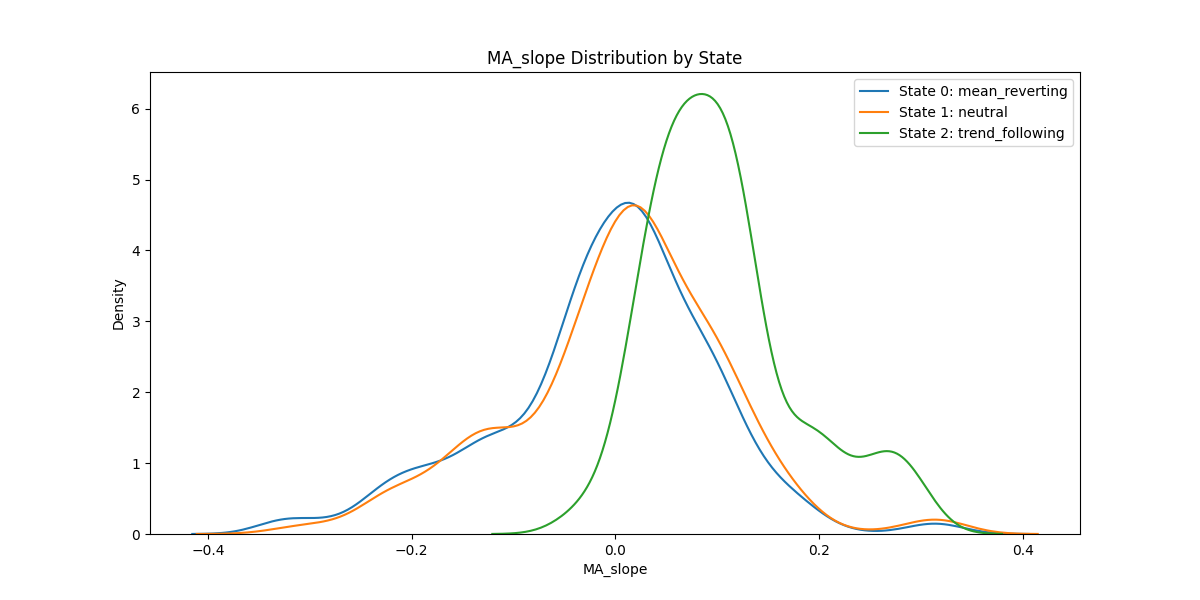 MA_slope Distribution by State
State 0: mean_reverting
State 1: neutral
State 2: trend_following
Density
6
5
4
3
2
1
0
−0.4
−0.2
0.0
0.2
0.4
MA_slope